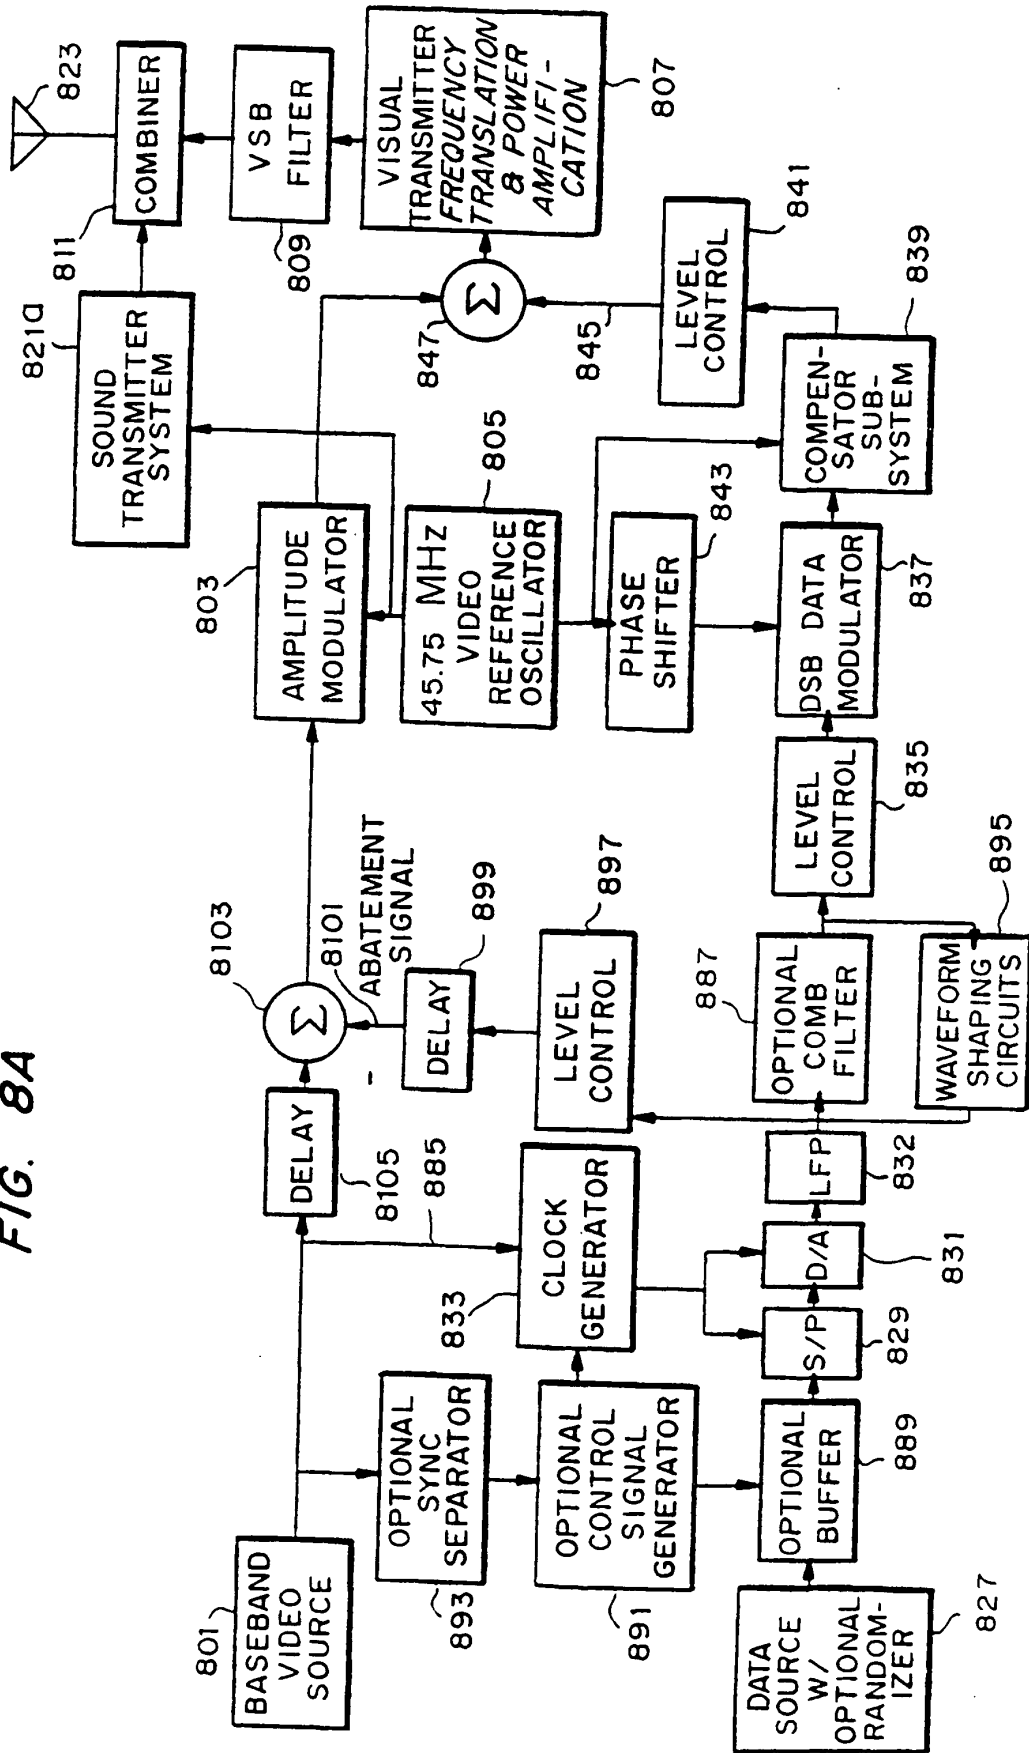 FIG. 8A
801
BASEBAND
VIDEO
SOURCE
DELAY
8105
885
8103
Σ
8101
ABATEMENT
SIGNAL
–
DELAY
899
LEVEL
CONTROL
897
803
AMPLITUDE
MODULATOR
821a
SOUND
TRANSMITTER
SYSTEM
811
COMBINER
823
VSB
FILTER
809
VISUAL
TRANSMITTER
FREQUENCY
TRANSLATION
& POWER
AMPLIFI-
CATION
807
847
Σ
845
45.75 MHz
VIDEO
REFERENCE
OSCILLATOR
805
PHASE
SHIFTER
843
LEVEL
CONTROL
841
COMPEN-
SATOR
SUB-
SYSTEM
839
OPTIONAL
SYNC
SEPARATOR
893
OPTIONAL
CONTROL
SIGNAL
GENERATOR
891
833
CLOCK
GENERATOR
DATA
SOURCE
W/
OPTIONAL
RANDOM-
IZER
827
OPTIONAL
BUFFER
889
S/P
829
D/A
831
LFP
832
887
OPTIONAL
COMB
FILTER
WAVEFORM
SHAPING
CIRCUITS
895
LEVEL
CONTROL
835
DSB DATA
MODULATOR
837